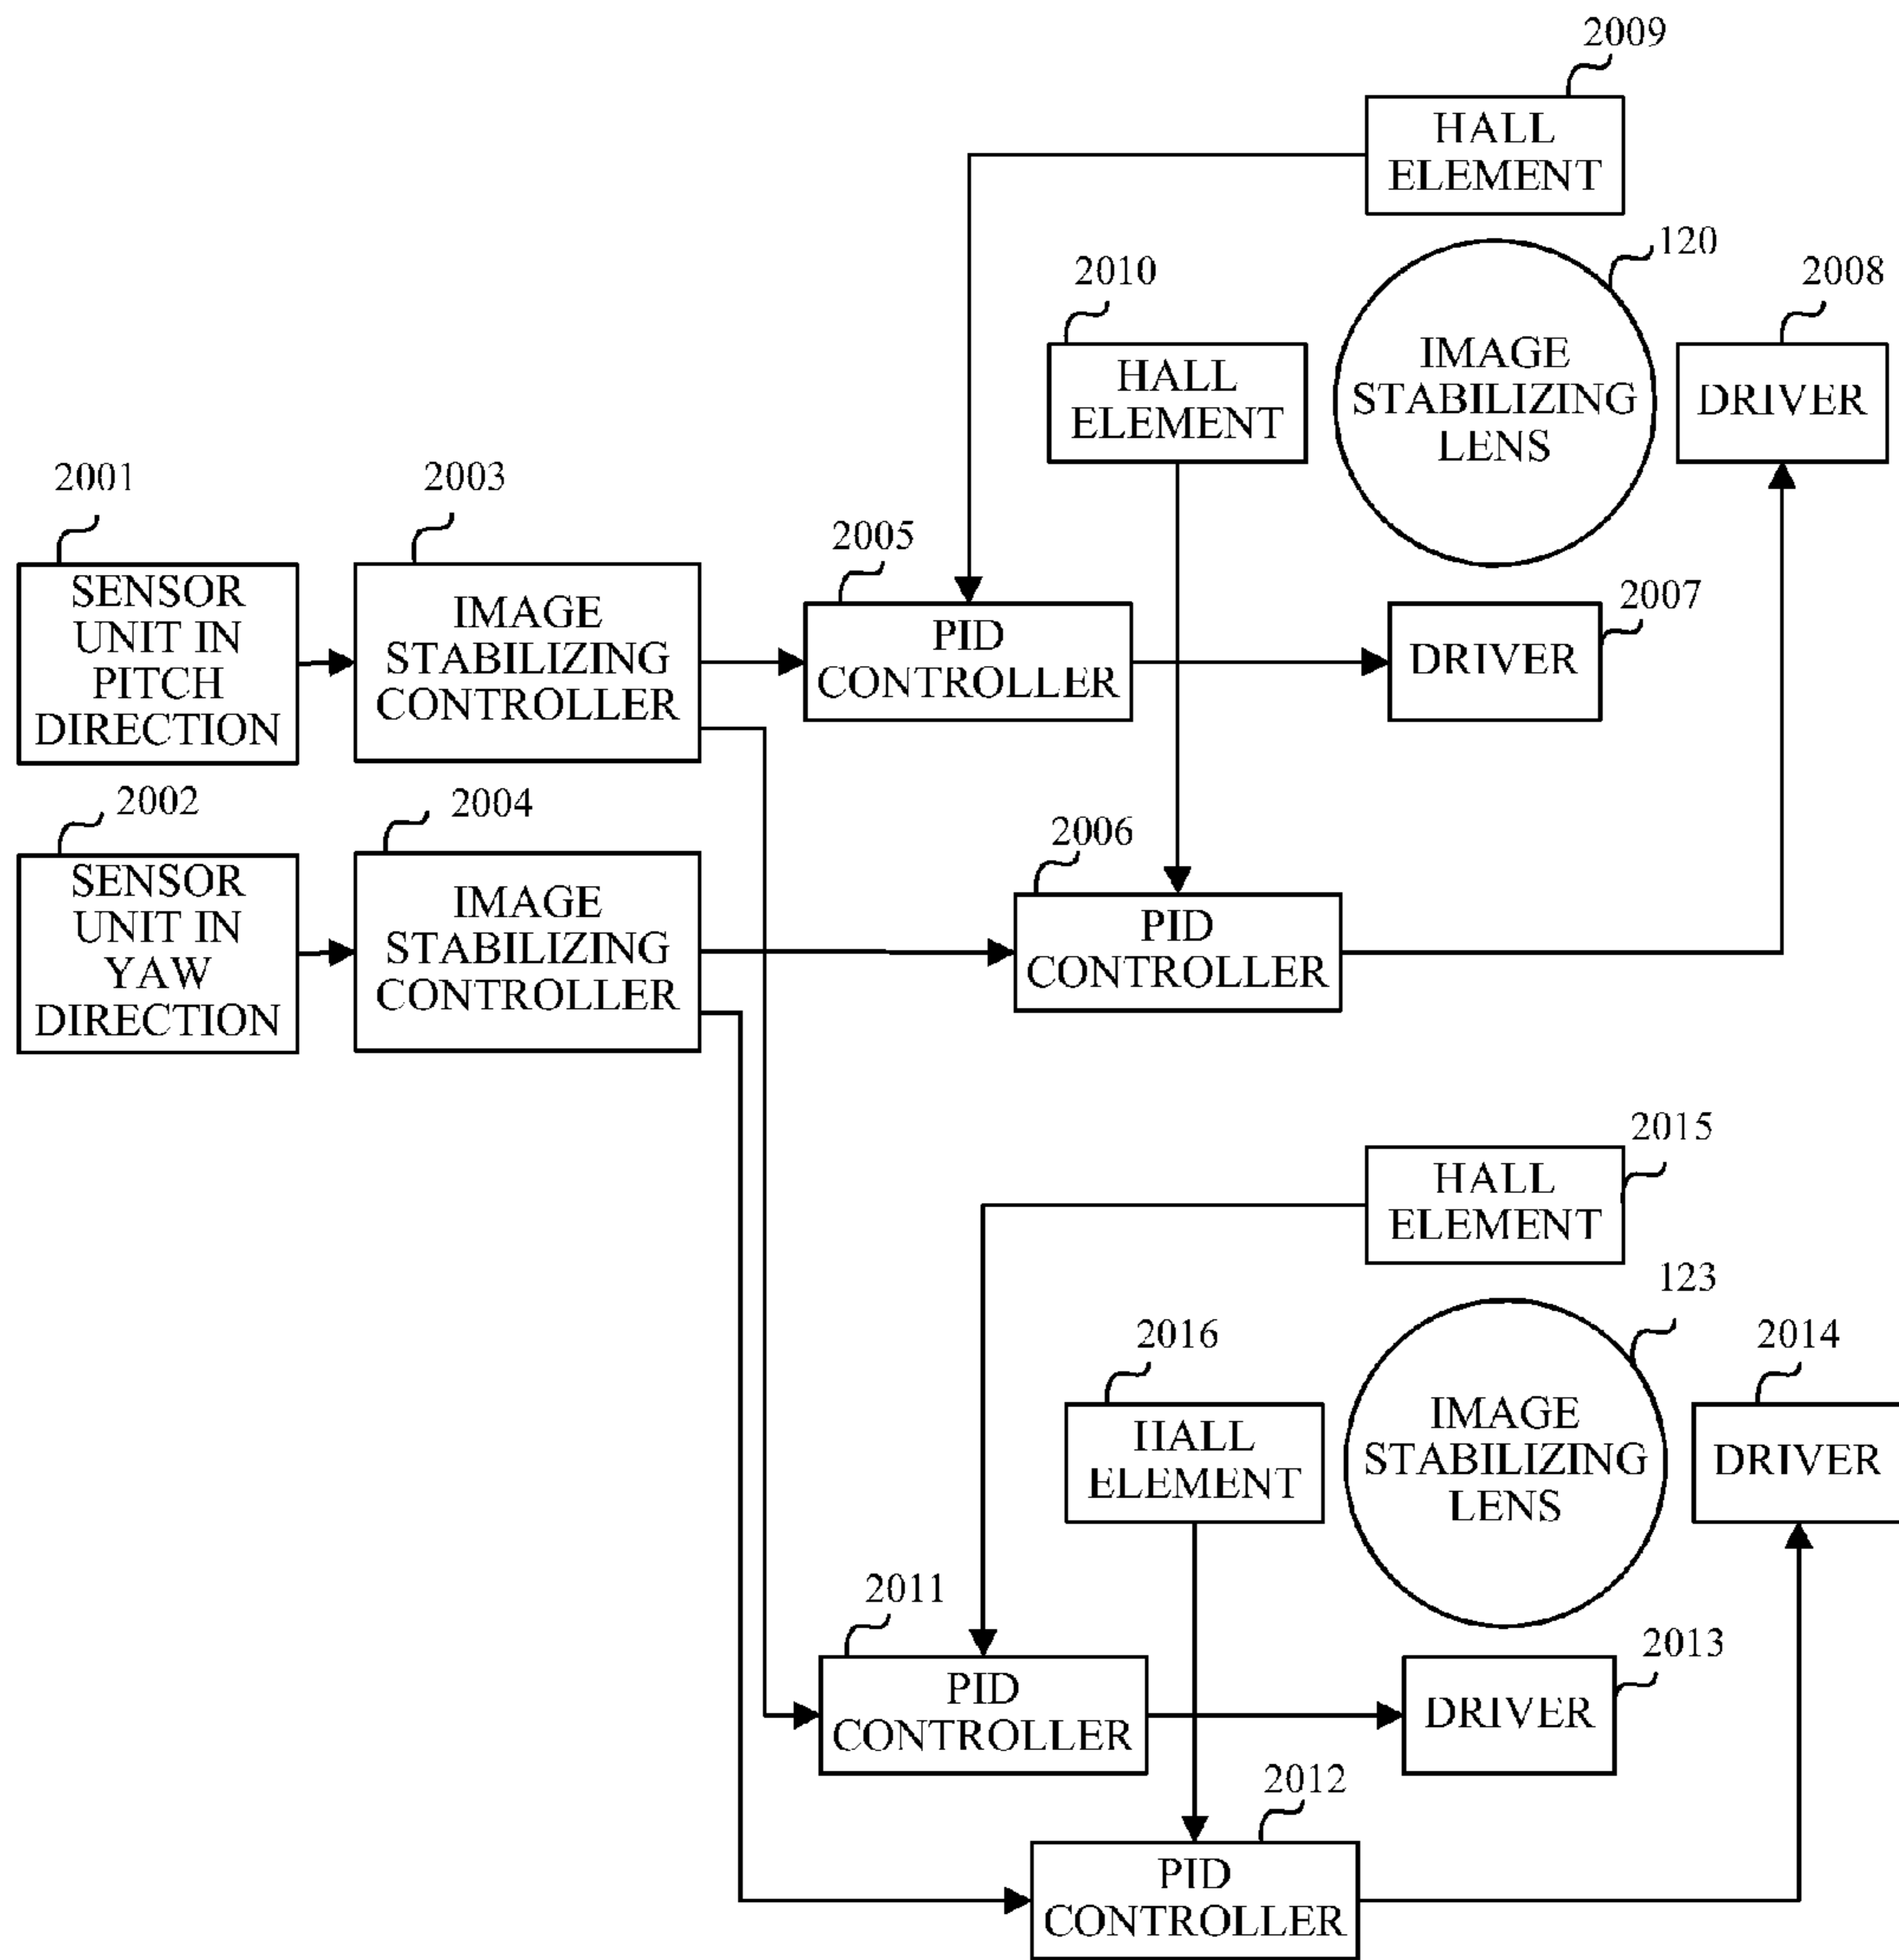 2009
HALL
ELEMENT
120
2010
2008
HALL
ELEMENT
IMAGE
STABILIZING
LENS
DRIVER
2001
2003
2005
2007
SENSOR
UNIT IN
PITCH
DIRECTION
IMAGE
STABILIZING
CONTROLLER
PID
CONTROLLER
DRIVER
2002
2004
2006
SENSOR
UNIT IN
YAW
DIRECTION
IMAGE
STABILIZING
CONTROLLER
PID
CONTROLLER
2015
HALL
ELEMENT
123
2016
2014
HALL
ELEMENT
IMAGE
STABILIZING
LENS
DRIVER
2011
2013
PID
CONTROLLER
DRIVER
2012
PID
CONTROLLER